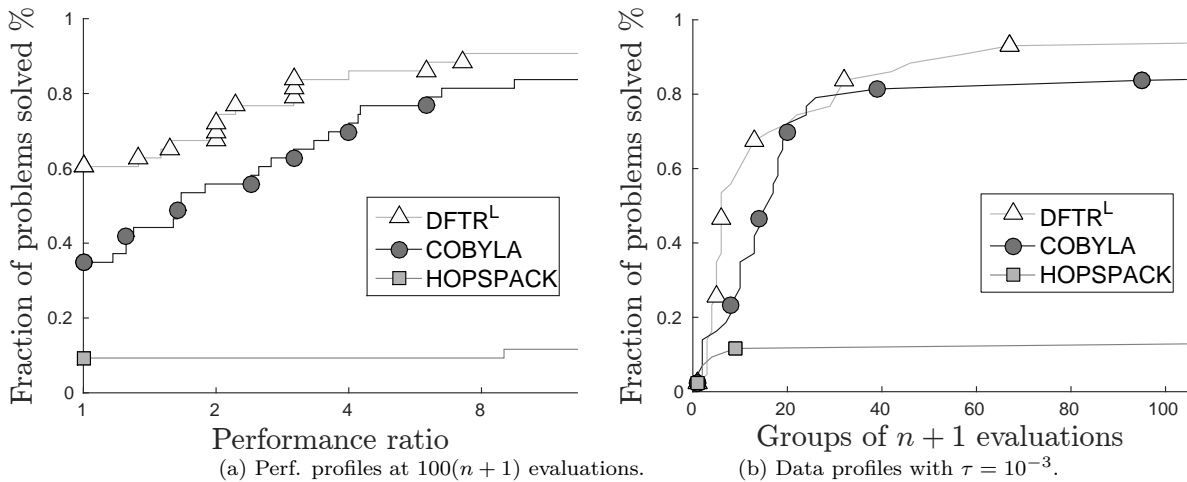 Fraction of problems solved %
1
0.8
0.6
0.4
0.2
0
1 2 4 8
DFTR^L
COBYLA
HOPSPACK
Performance ratio
(a) Perf. profiles at 100(n + 1) evaluations.
Fraction of problems solved %
1
0.8
0.6
0.4
0.2
0
0 20 40 60 80 100
DFTR^L
COBYLA
HOPSPACK
Groups of n + 1 evaluations
(b) Data profiles with τ = 10⁻³.